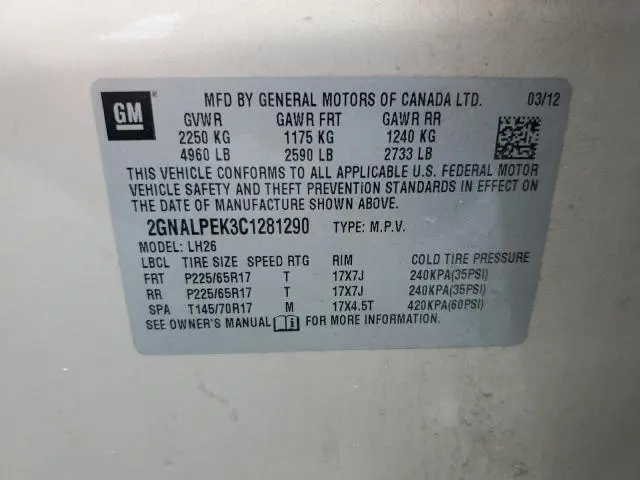 GM MFD BY GENERAL MOTORS OF CANADA LTD. 03/12
GVWR GAWR FRT GAWR RR
2250 KG 1175 KG 1240 KG
4960 LB 2590 LB 2733 LB
THIS VEHICLE CONFORMS TO ALL APPLICABLE U.S. FEDERAL MOTOR
VEHICLE SAFETY AND THEFT PREVENTION STANDARDS IN EFFECT ON
THE DATE OF MANUFACTURE SHOWN ABOVE.
2GNALPEK3C1281290 TYPE: M.P.V.
MODEL: LH26
LBCL TIRE SIZE SPEED RTG RIM COLD TIRE PRESSURE
FRT P225/65R17 T 17X7J 240KPA(35PSI)
RR P225/65R17 T 17X7J 240KPA(35PSI)
SPA T145/70R17 M 17X4.5T 420KPA(60PSI)
SEE OWNER'S MANUAL FOR MORE INFORMATION.